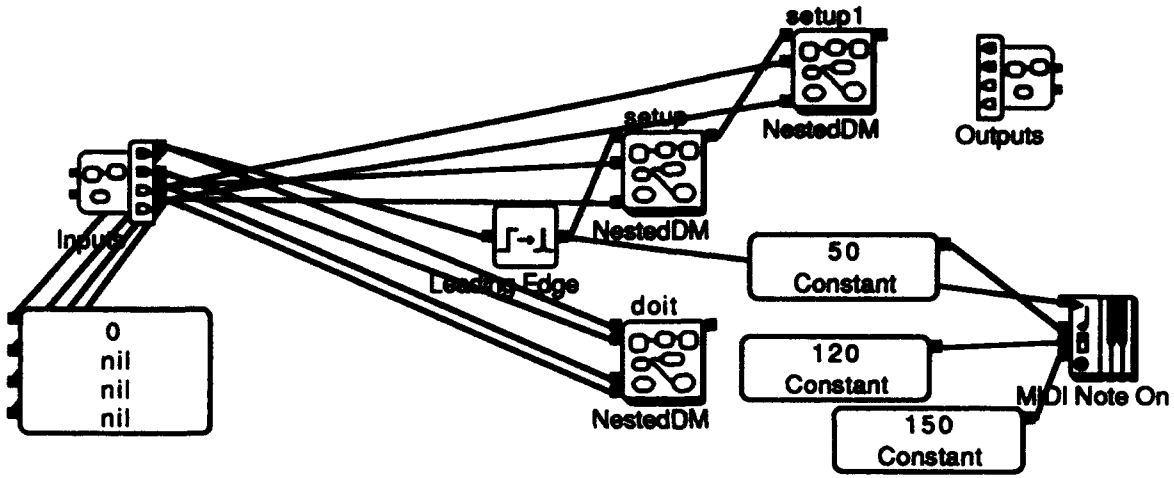 setup1
NestedDM
Outputs
setup
NestedDM
Inputs
Leading Edge
50
Constant
doit
NestedDM
0
nil
nil
nil
120
Constant
MIDI Note On
150
Constant